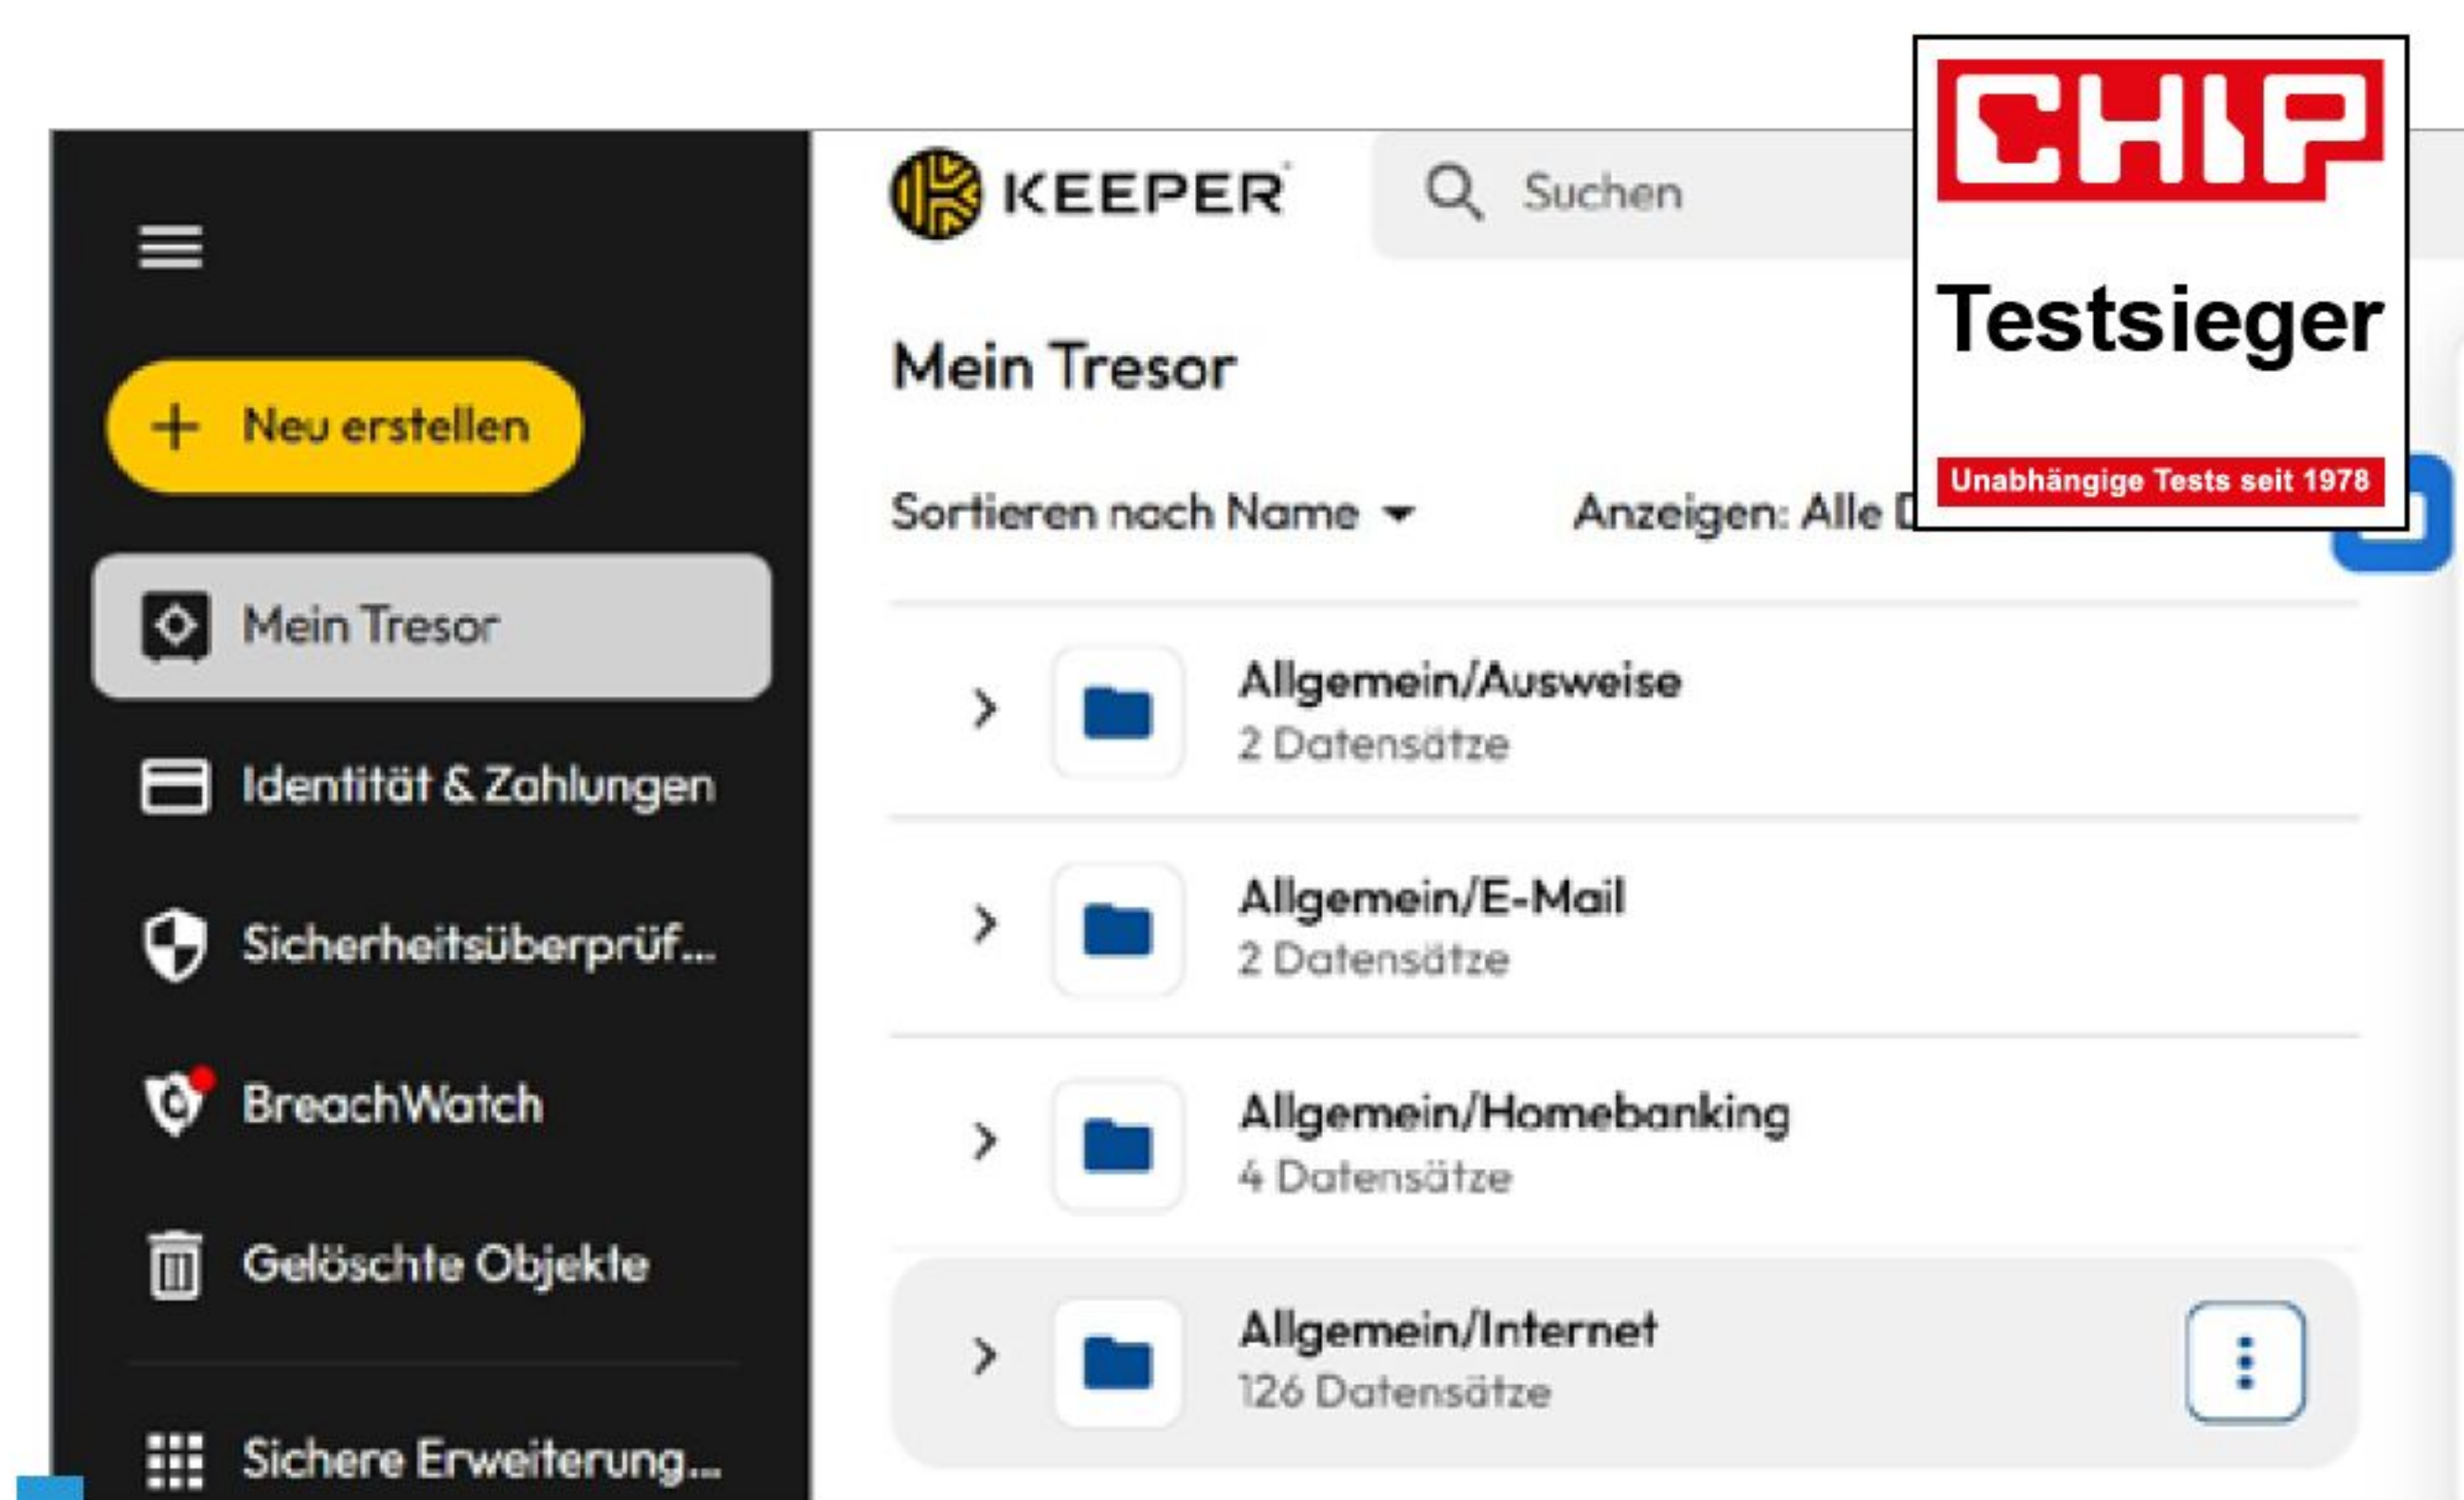 KEEPER
Suchen
CHIP
Testsieger
Unabhängige Tests seit 1978
Neu erstellen
Mein Tresor
Identität & Zahlungen
Sicherheitsüberprüf...
BreachWatch
Gelöschte Objekte
Sichere Erweiterung...
Mein Tresor
Sortieren nach Name
Anzeigen: Alle
Allgemein/Ausweise
2 Datensätze
Allgemein/E-Mail
2 Datensätze
Allgemein/Homebanking
4 Datensätze
Allgemein/Internet
126 Datensätze